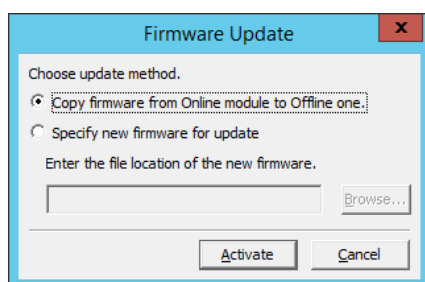 Firmware Update
x
Choose update method.
Copy firmware from Online module to Offline one.
Specify new firmware for update
Enter the file location of the new firmware.
Browse...
Activate Cancel